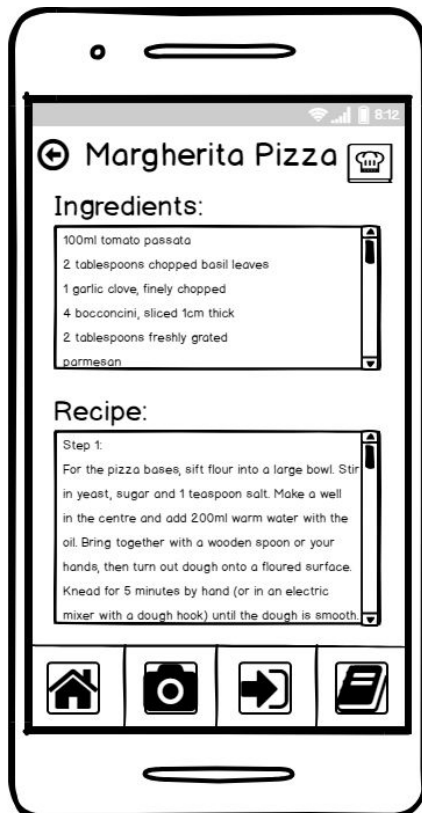 8:12
Margherita Pizza
Ingredients:
100ml tomato passata
2 tablespoons chopped basil leaves
1 garlic clove, finely chopped
4 bocconcini, sliced 1cm thick
2 tablespoons freshly grated
parmesan
Recipe:
Step 1:
For the pizza bases, sift flour into a large bowl. Stir
in yeast, sugar and 1 teaspoon salt. Make a well
in the centre and add 200ml warm water with the
oil. Bring together with a wooden spoon or your
hands, then turn out dough onto a floured surface.
Knead for 5 minutes by hand (or in an electric
mixer with a dough hook) until the dough is smooth.